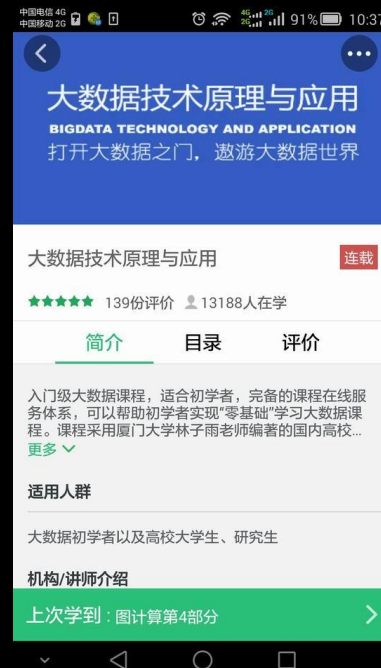 中国电信 4G
中国移动 2G
4G 2G
2G
91%
10:37
大数据技术原理与应用
BIGDATA TECHNOLOGY AND APPLICATION
打开大数据之门，遨游大数据世界
大数据技术原理与应用
连载
139份评价 13188人在学
简介 目录 评价
入门级大数据课程，适合初学者，完备的课程在线服
务体系，可以帮助初学者实现“零基础”学习大数据课
程。课程采用厦门大学林子雨老师编著的国内高校...
更多
适用人群
大数据初学者以及高校大学生、研究生
机构/讲师介绍
上次学到 : 图计算第4部分